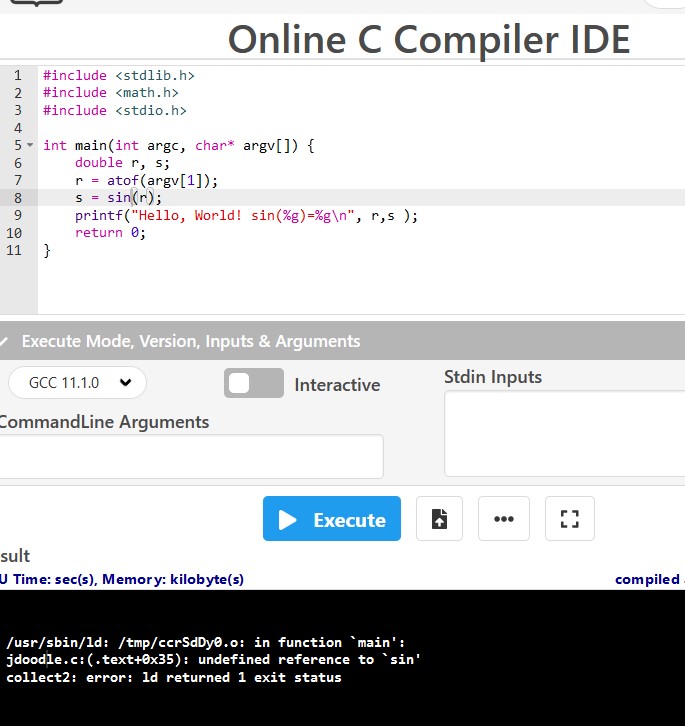 Online C Compiler IDE
1 #include <stdlib.h>
2 #include <math.h>
3 #include <stdio.h>
4
5 int main(int argc, char* argv[]) {
6 double r, s;
7 r = atof(argv[1]);
8 s = sin(r);
9 printf("Hello, World! sin(%g)=%g\n", r,s );
10 return 0;
11 }
Execute Mode, Version, Inputs & Arguments
GCC 11.1.0
Interactive
Stdin Inputs
CommandLine Arguments
Execute
sult
U Time: sec(s), Memory: kilobyte(s)
compiled
/usr/sbin/ld: /tmp/ccrSdDy0.o: in function `main':
jdoodle.c:(.text+0x35): undefined reference to `sin'
collect2: error: ld returned 1 exit status